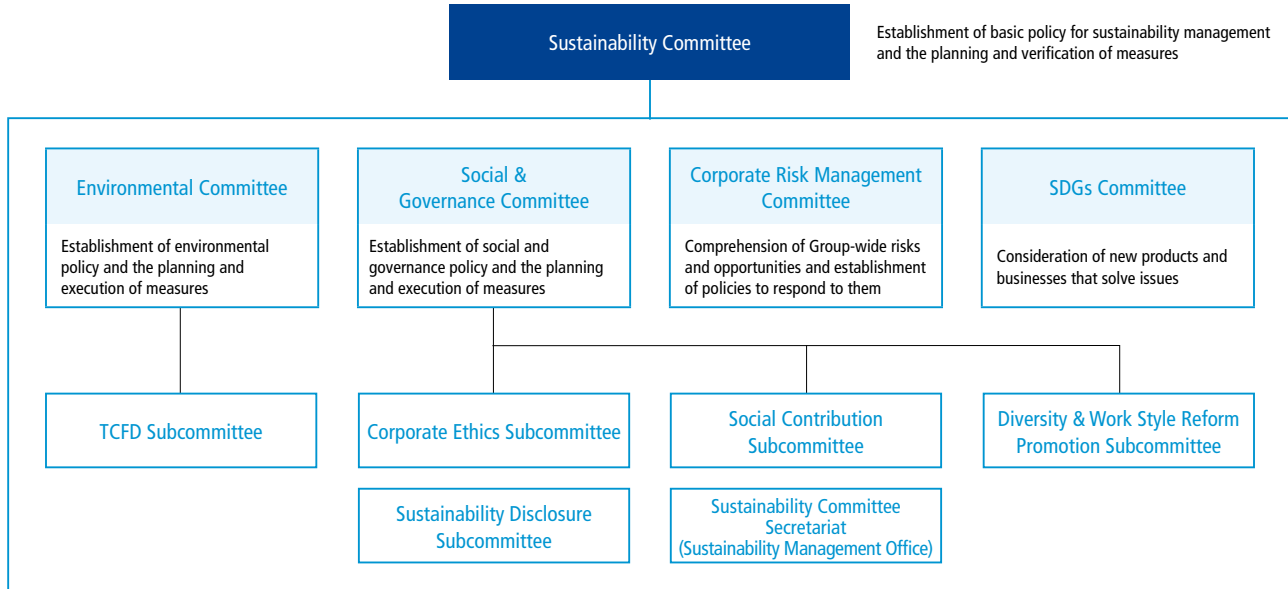 Sustainability Committee
Establishment of basic policy for sustainability management
and the planning and verification of measures
Environmental Committee
Establishment of environmental
policy and the planning and
execution of measures
Social &
Governance Committee
Establishment of social and
governance policy and the planning
and execution of measures
Corporate Risk Management
Committee
Comprehension of Group-wide risks
and opportunities and establishment
of policies to respond to them
SDGs Committee
Consideration of new products and
businesses that solve issues
TCFD Subcommittee
Corporate Ethics Subcommittee
Social Contribution
Subcommittee
Diversity & Work Style Reform
Promotion Subcommittee
Sustainability Disclosure
Subcommittee
Sustainability Committee
Secretariat
(Sustainability Management Office)